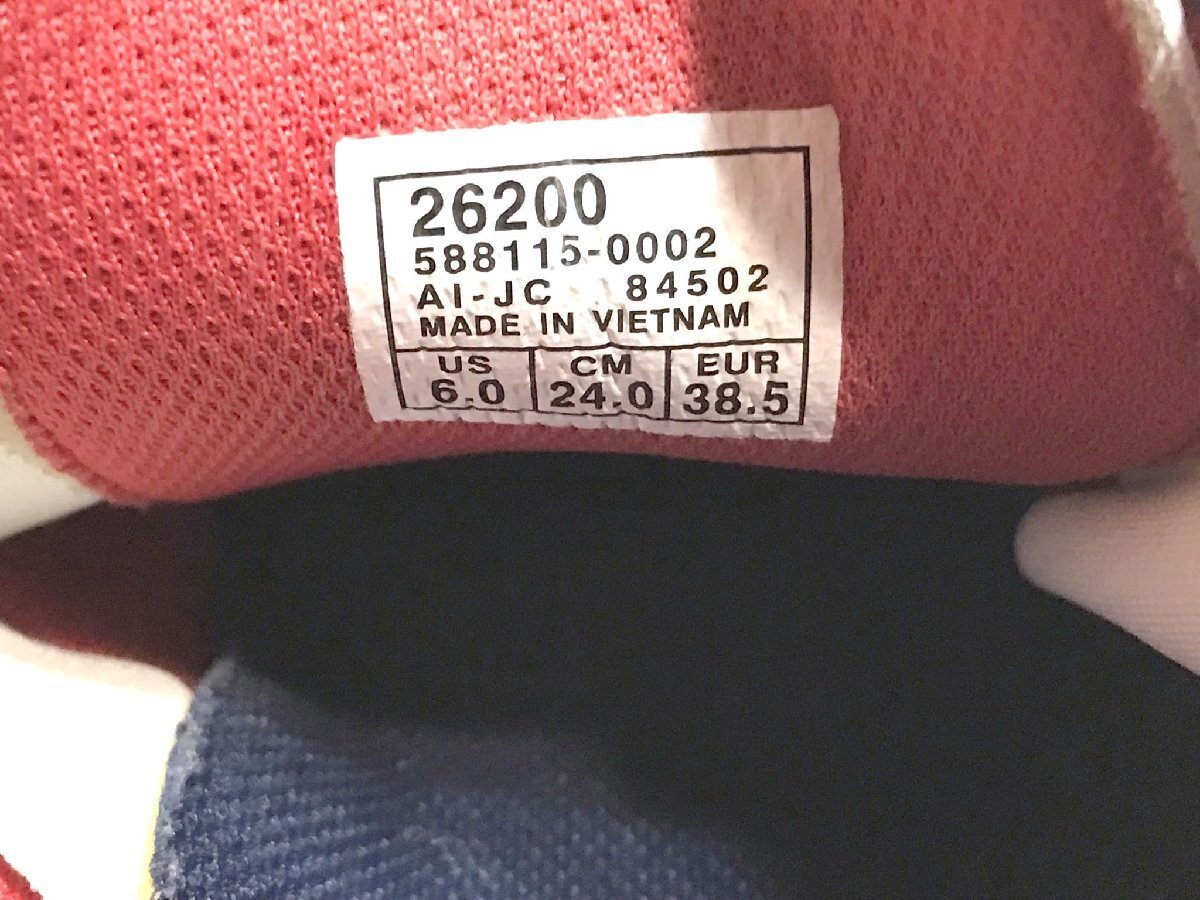 26200
588115-0002
AI-JC 84502
MADE IN VIETNAM
US CM EUR
6.0 24.0 38.5